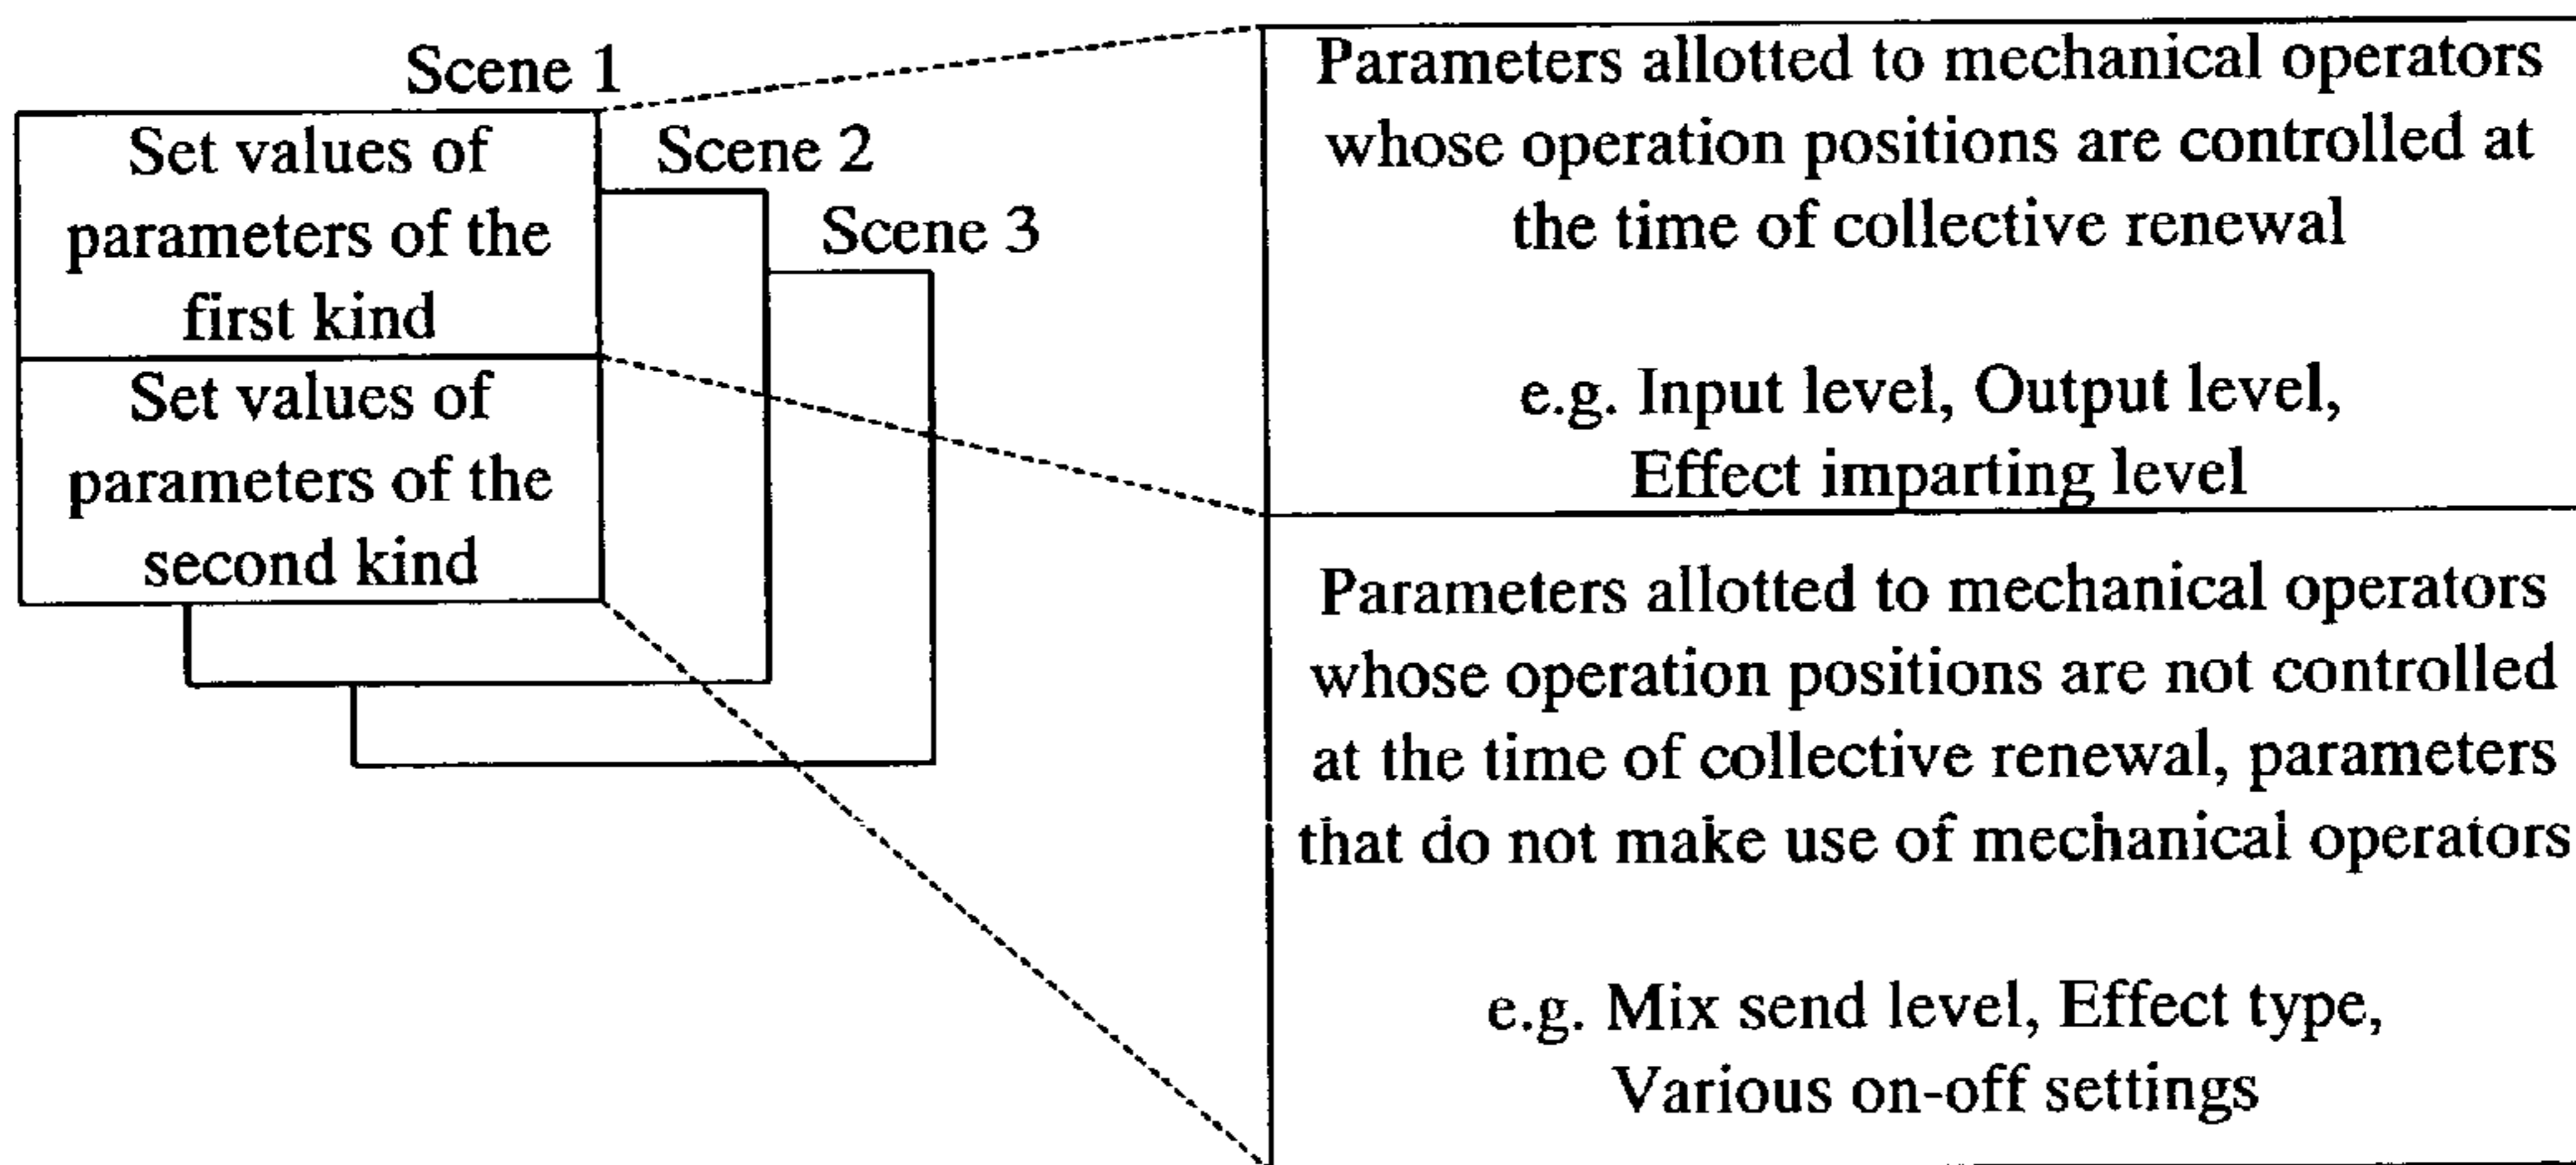 Scene 1
Set values of
parameters of the
first kind
Set values of
parameters of the
second kind
Scene 2
Scene 3
Parameters allotted to mechanical operators
whose operation positions are controlled at
the time of collective renewal
e.g. Input level, Output level,
Effect imparting level
Parameters allotted to mechanical operators
whose operation positions are not controlled
at the time of collective renewal, parameters
that do not make use of mechanical operators
e.g. Mix send level, Effect type,
Various on-off settings